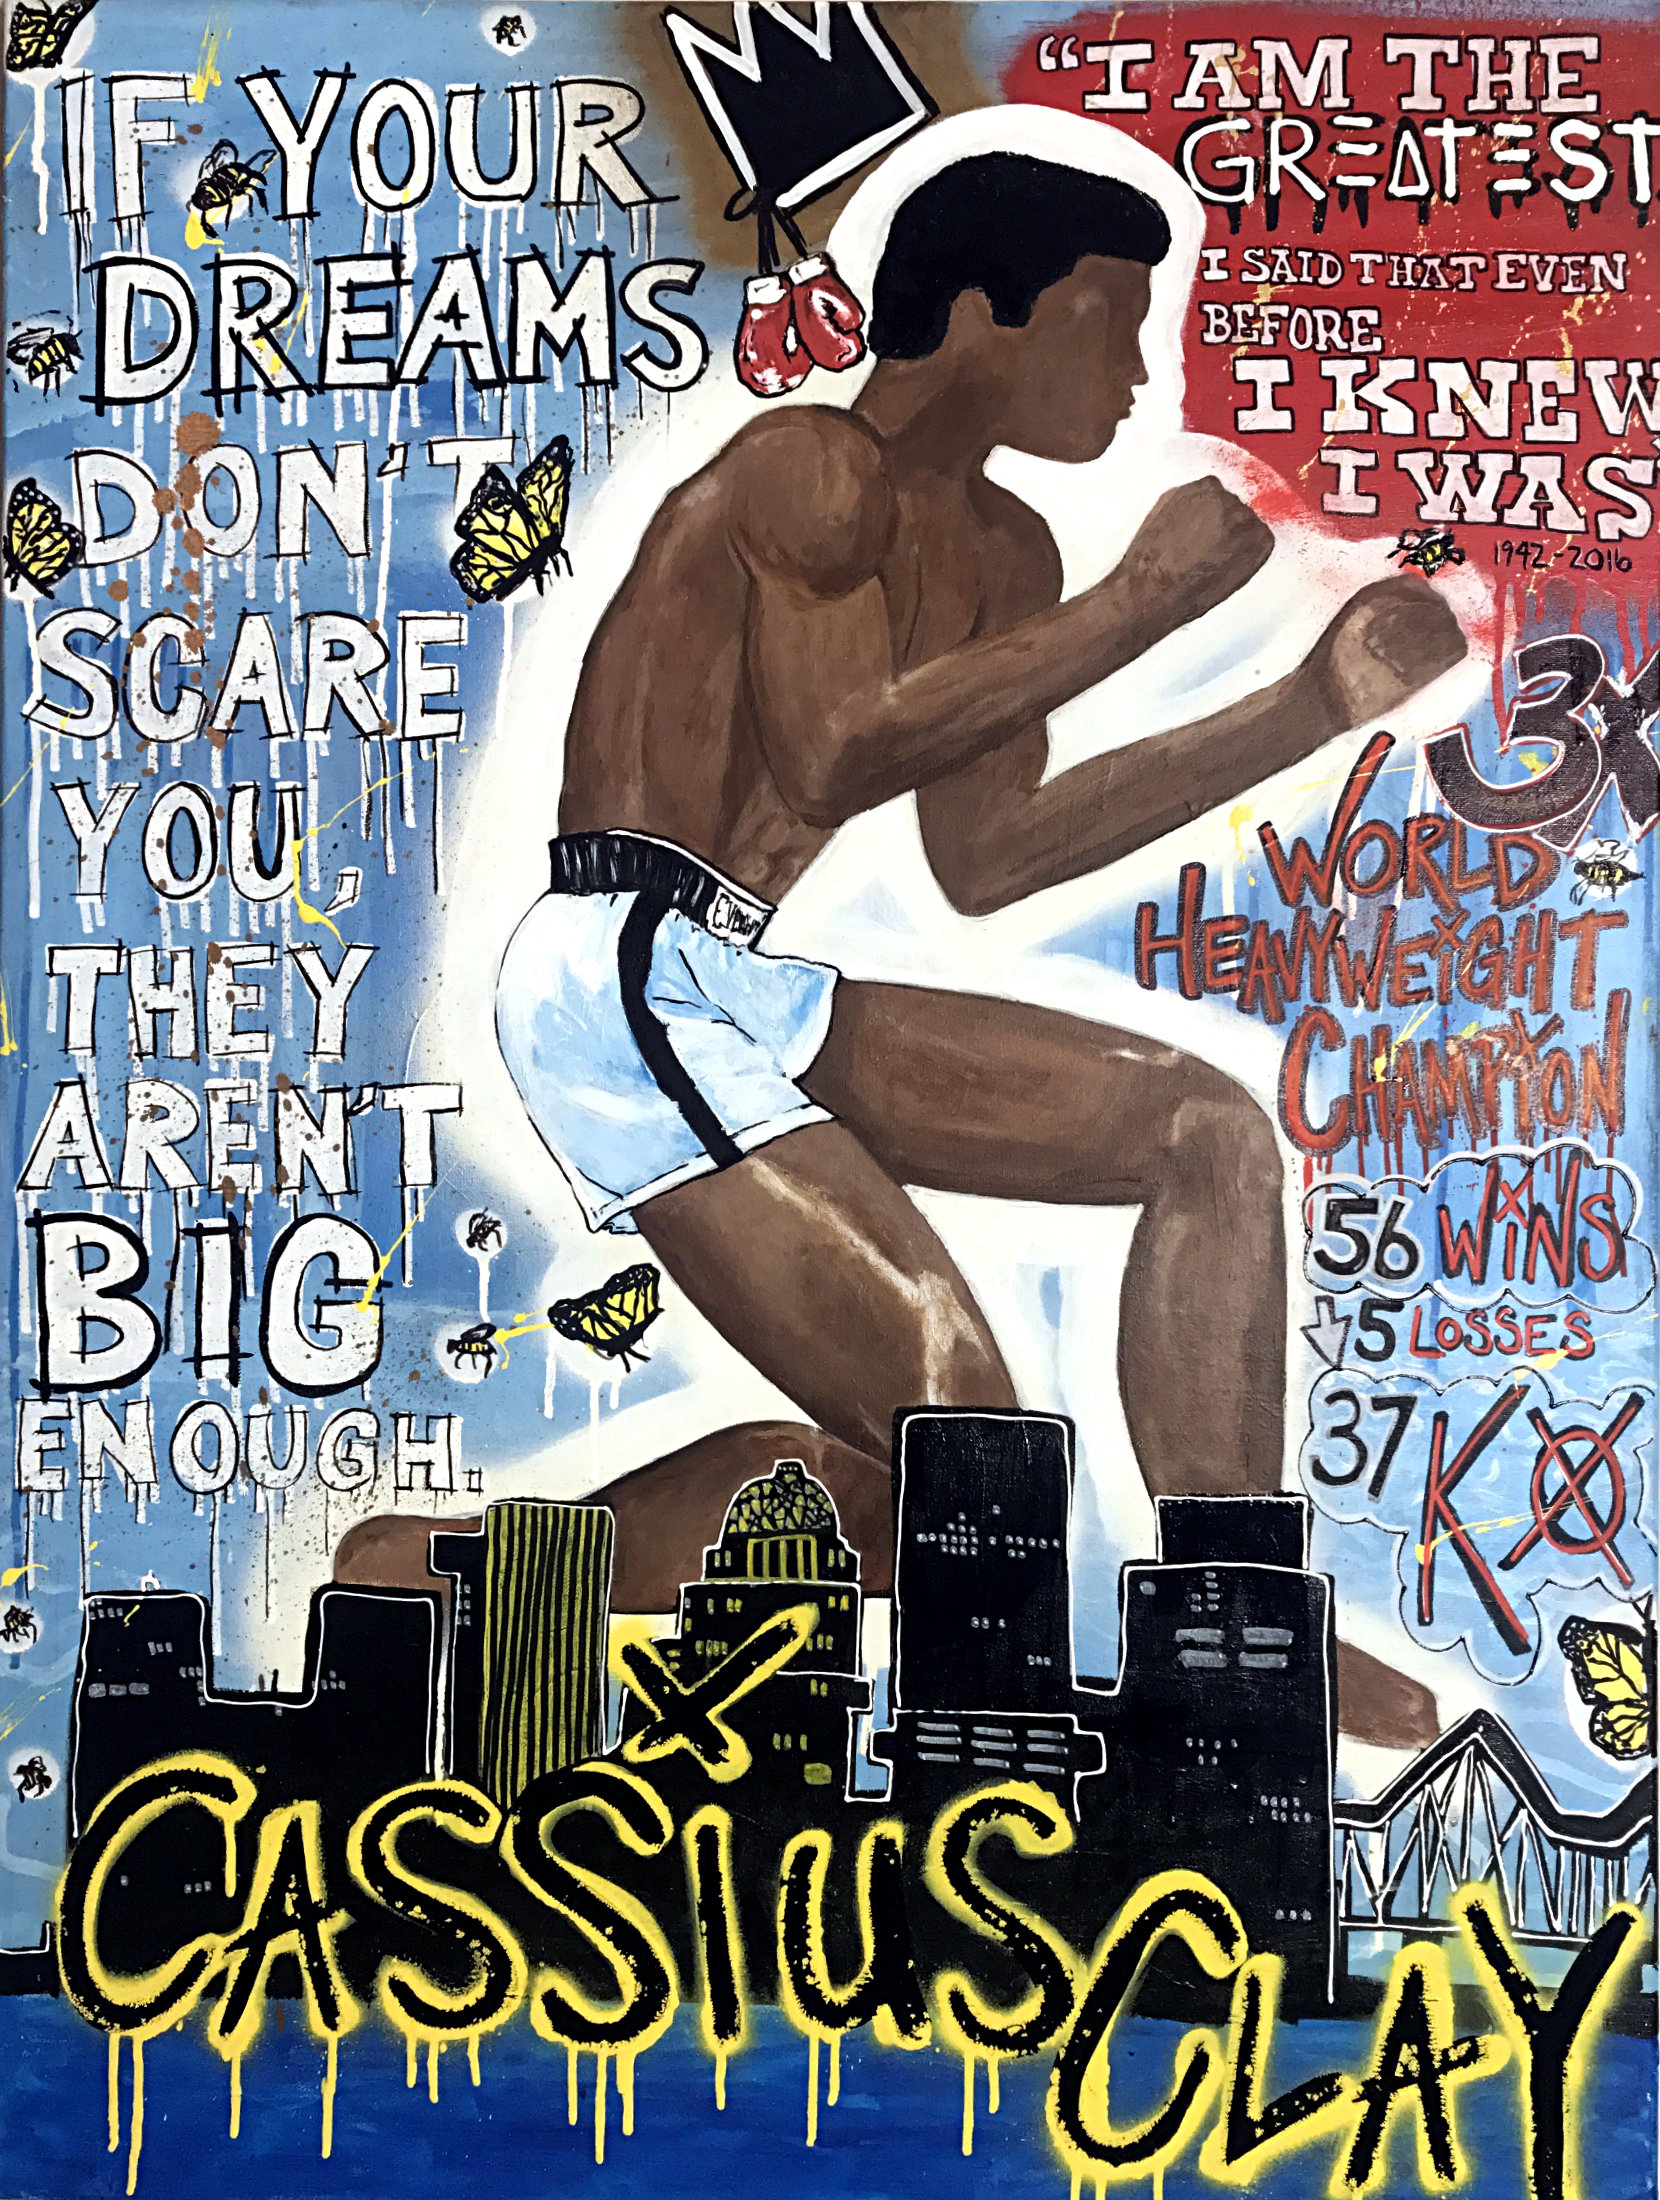 IF YOUR
DREAMS
DON'T
SCARE
YOU,
THEY
AREN'T
BIG
ENOUGH.
"I AM THE
GREATEST.
I SAID THAT EVEN
BEFORE
I KNEW
I WAS"
1942-2016
3X
WORLD
HEAVYWEIGHT
CHAMPION
56 WINS
5 LOSSES
37 KO
CASSIUS
CLAY